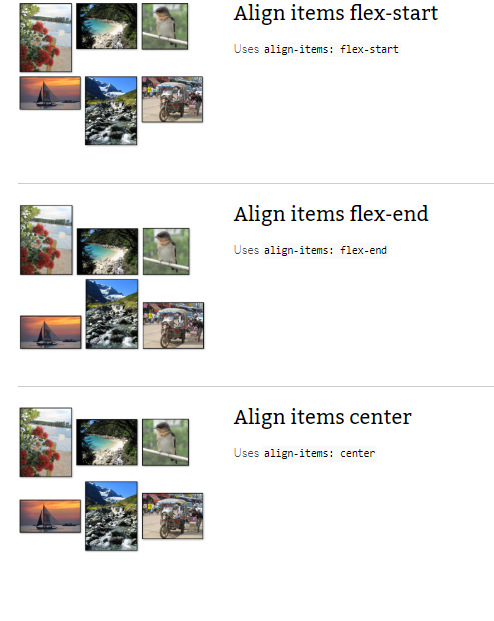 Align items flex-start
Uses align-items: flex-start
Align items flex-end
Uses align-items: flex-end
Align items center
Uses align-items: center